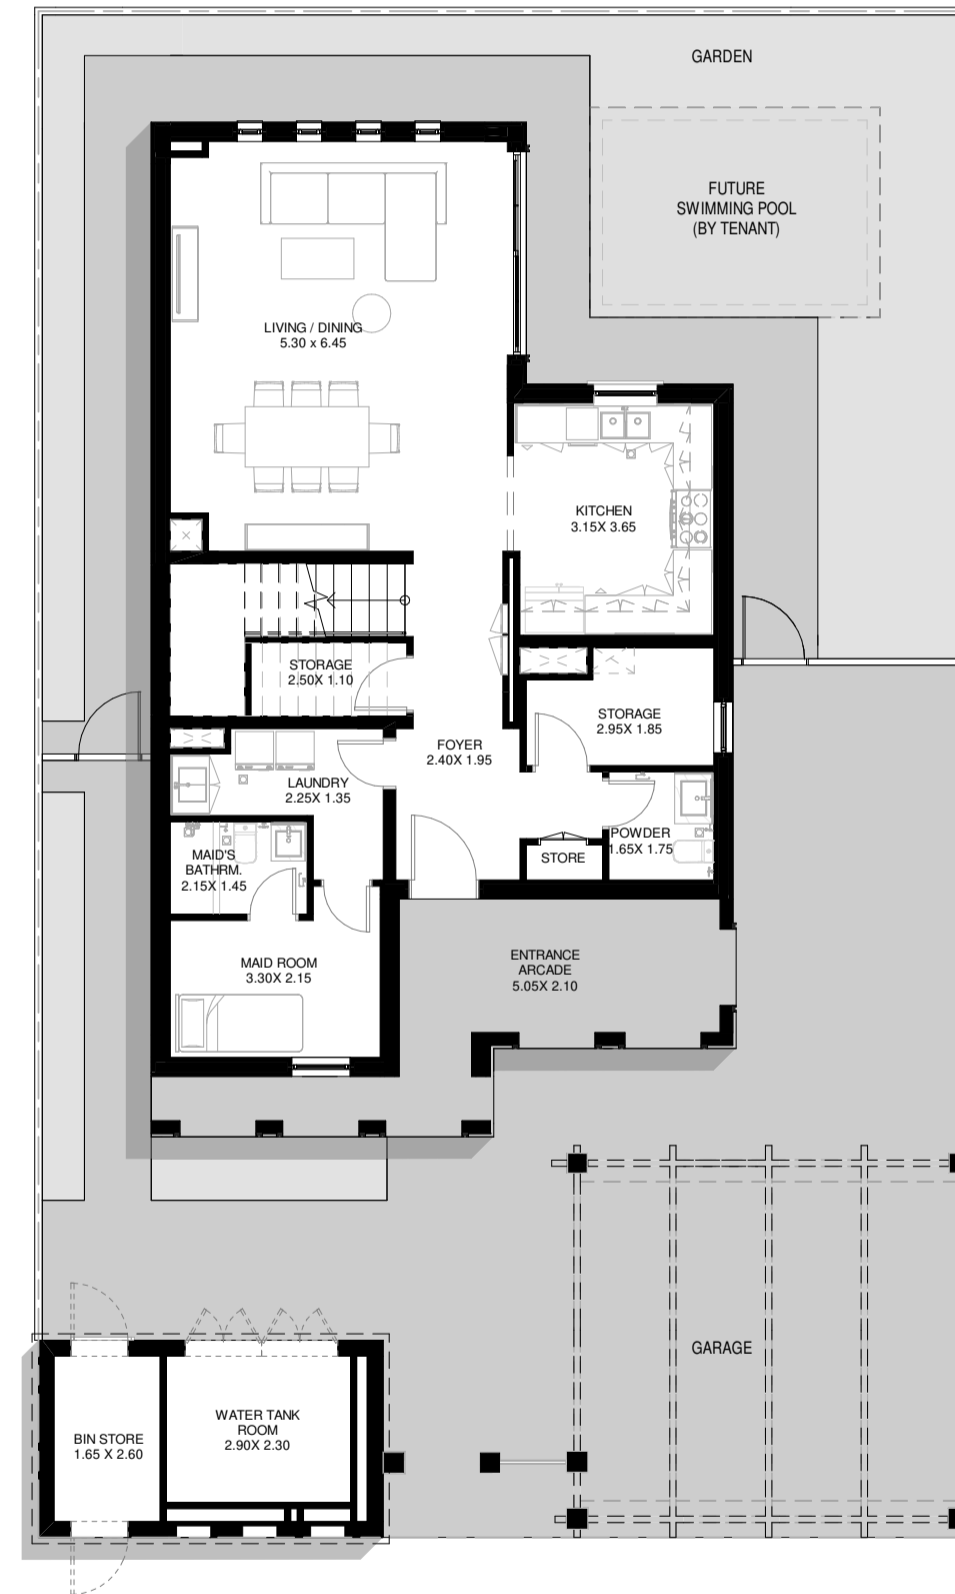 GARDEN
FUTURE
SWIMMING POOL
(BY TENANT)
LIVING / DINING
5.30 x 6.45
KITCHEN
3.15X 3.65
STORAGE
2.50X 1.10
STORAGE
2.95X 1.85
FOYER
2.40X 1.95
LAUNDRY
2.25X 1.35
POWDER
1.65X 1.75
STORE
MAID'S
BATHRM.
2.15X 1.45
MAID ROOM
3.30X 2.15
ENTRANCE
ARCADE
5.05X 2.10
GARAGE
WATER TANK
ROOM
2.90X 2.30
BIN STORE
1.65 X 2.60